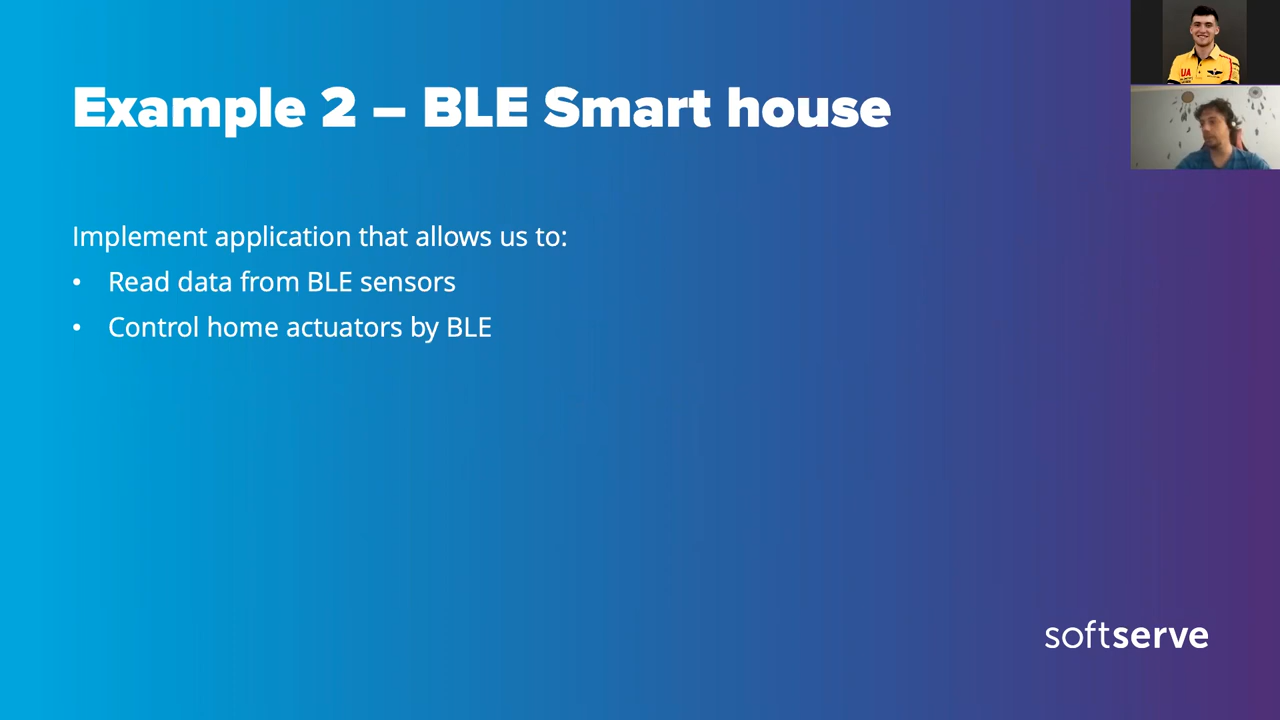 Example 2 – BLE Smart house
Implement application that allows us to:
• Read data from BLE sensors
• Control home actuators by BLE
UA
softserve